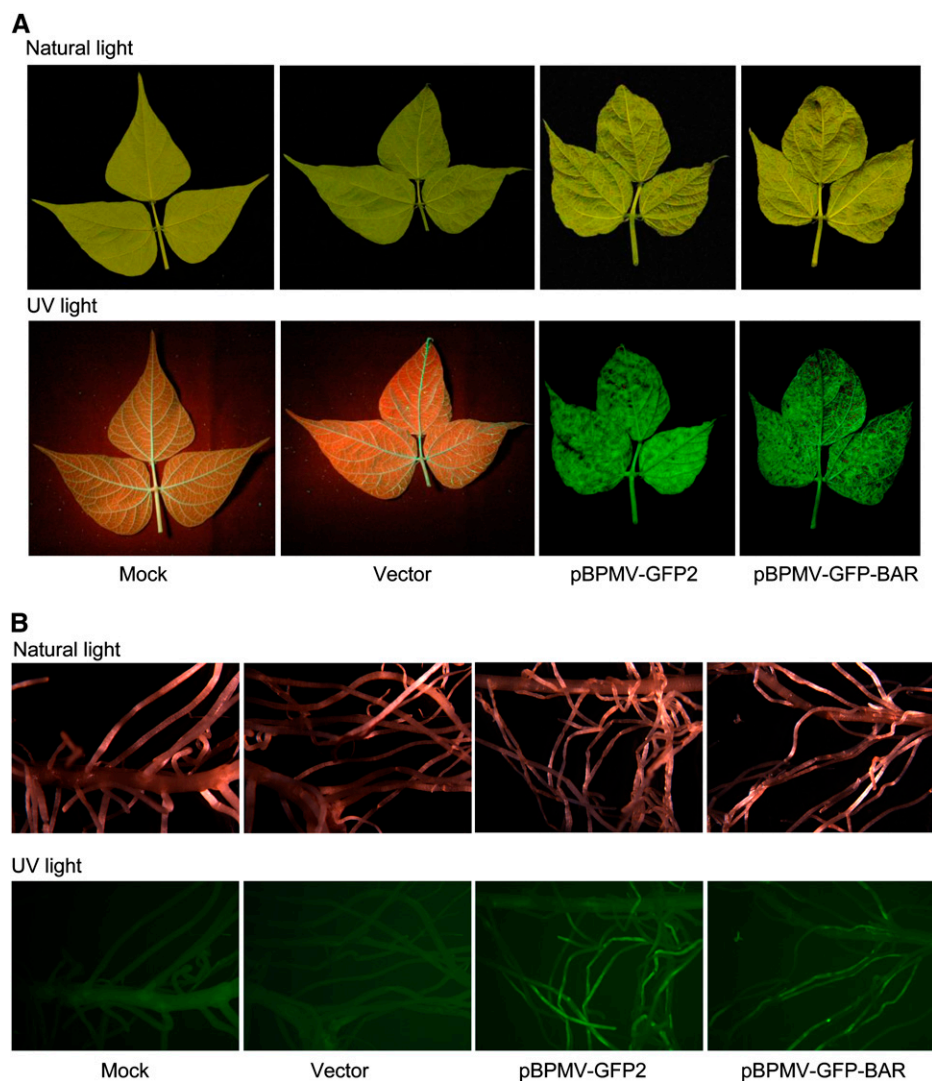 A
Natural light
UV light
Mock Vector pBPMV-GFP2 pBPMV-GFP-BAR
B
Natural light
UV light
Mock Vector pBPMV-GFP2 pBPMV-GFP-BAR